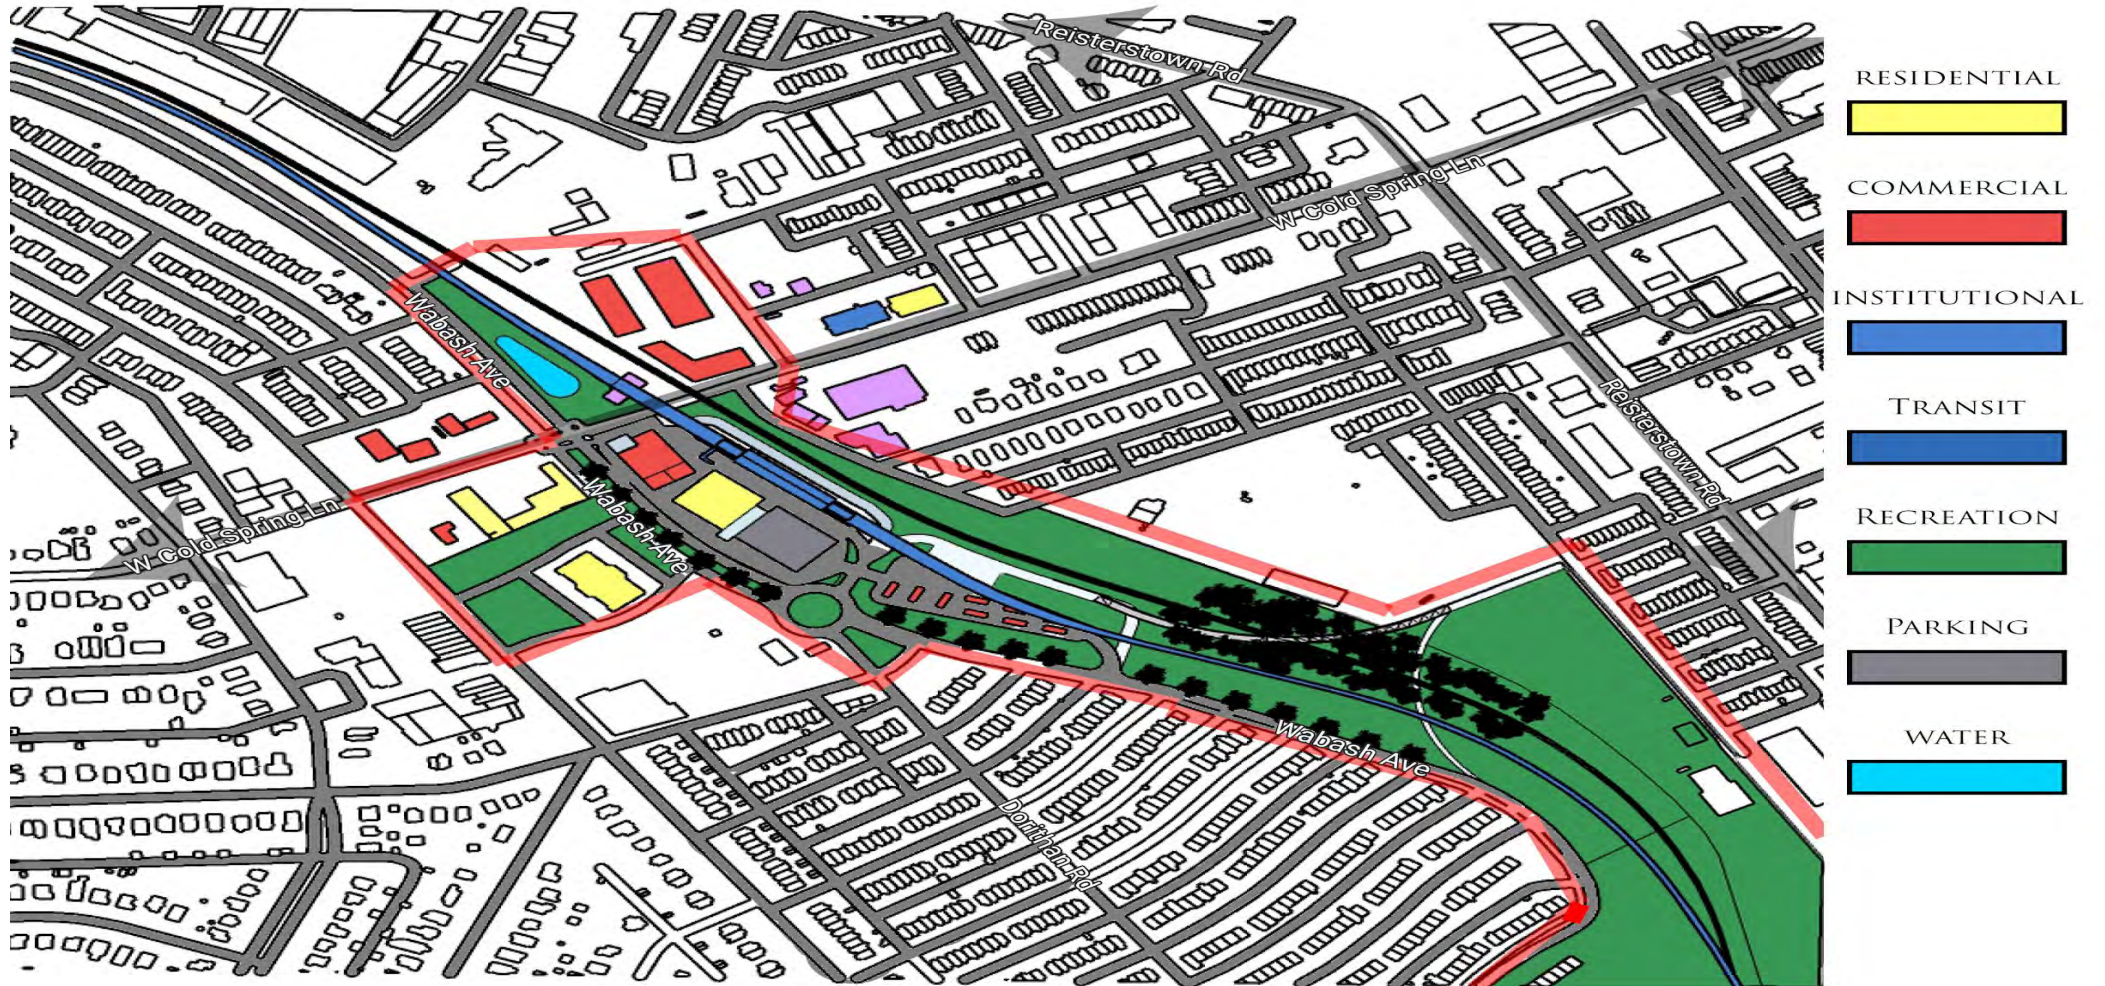 Reisterstown Rd
RESIDENTIAL
COMMERCIAL
W Cold Spring Ln
INSTITUTIONAL
Wabash Ave
TRANSIT
Reisterstown Rd
W Cold Spring Ln
Wabash Ave
RECREATION
PARKING
WATER
Wabash Ave
Dorithan Rd